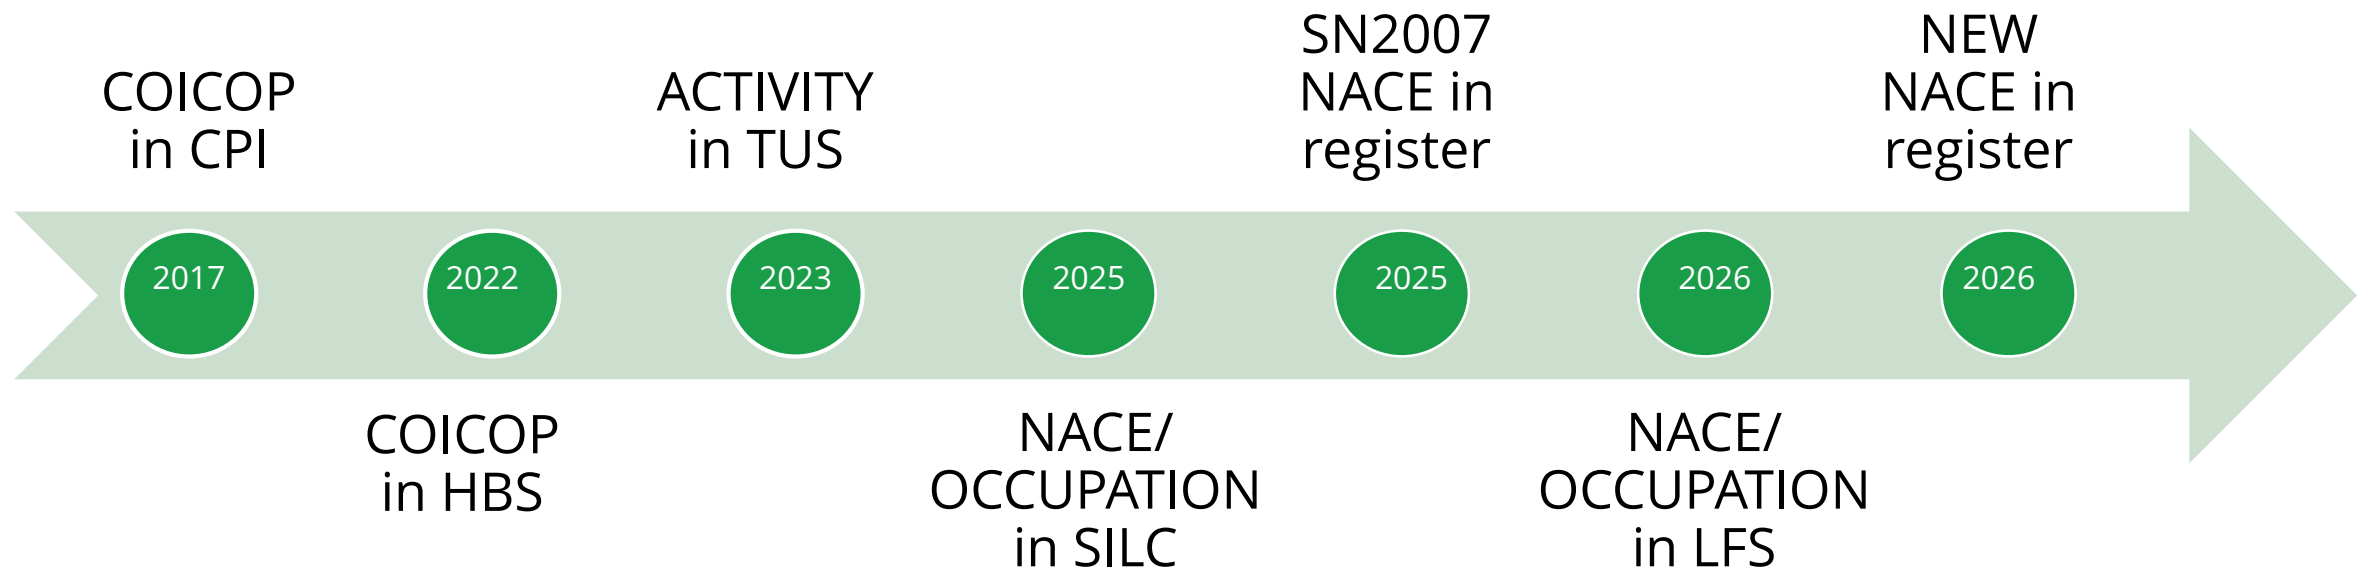 COICOP
in CPI
ACTIVITY
in TUS
SN2007
NACE in
register
NEW
NACE in
register
2017
2022
2023
2025
2025
2026
2026
COICOP
in HBS
NACE/
OCCUPATION
in SILC
NACE/
OCCUPATION
in LFS